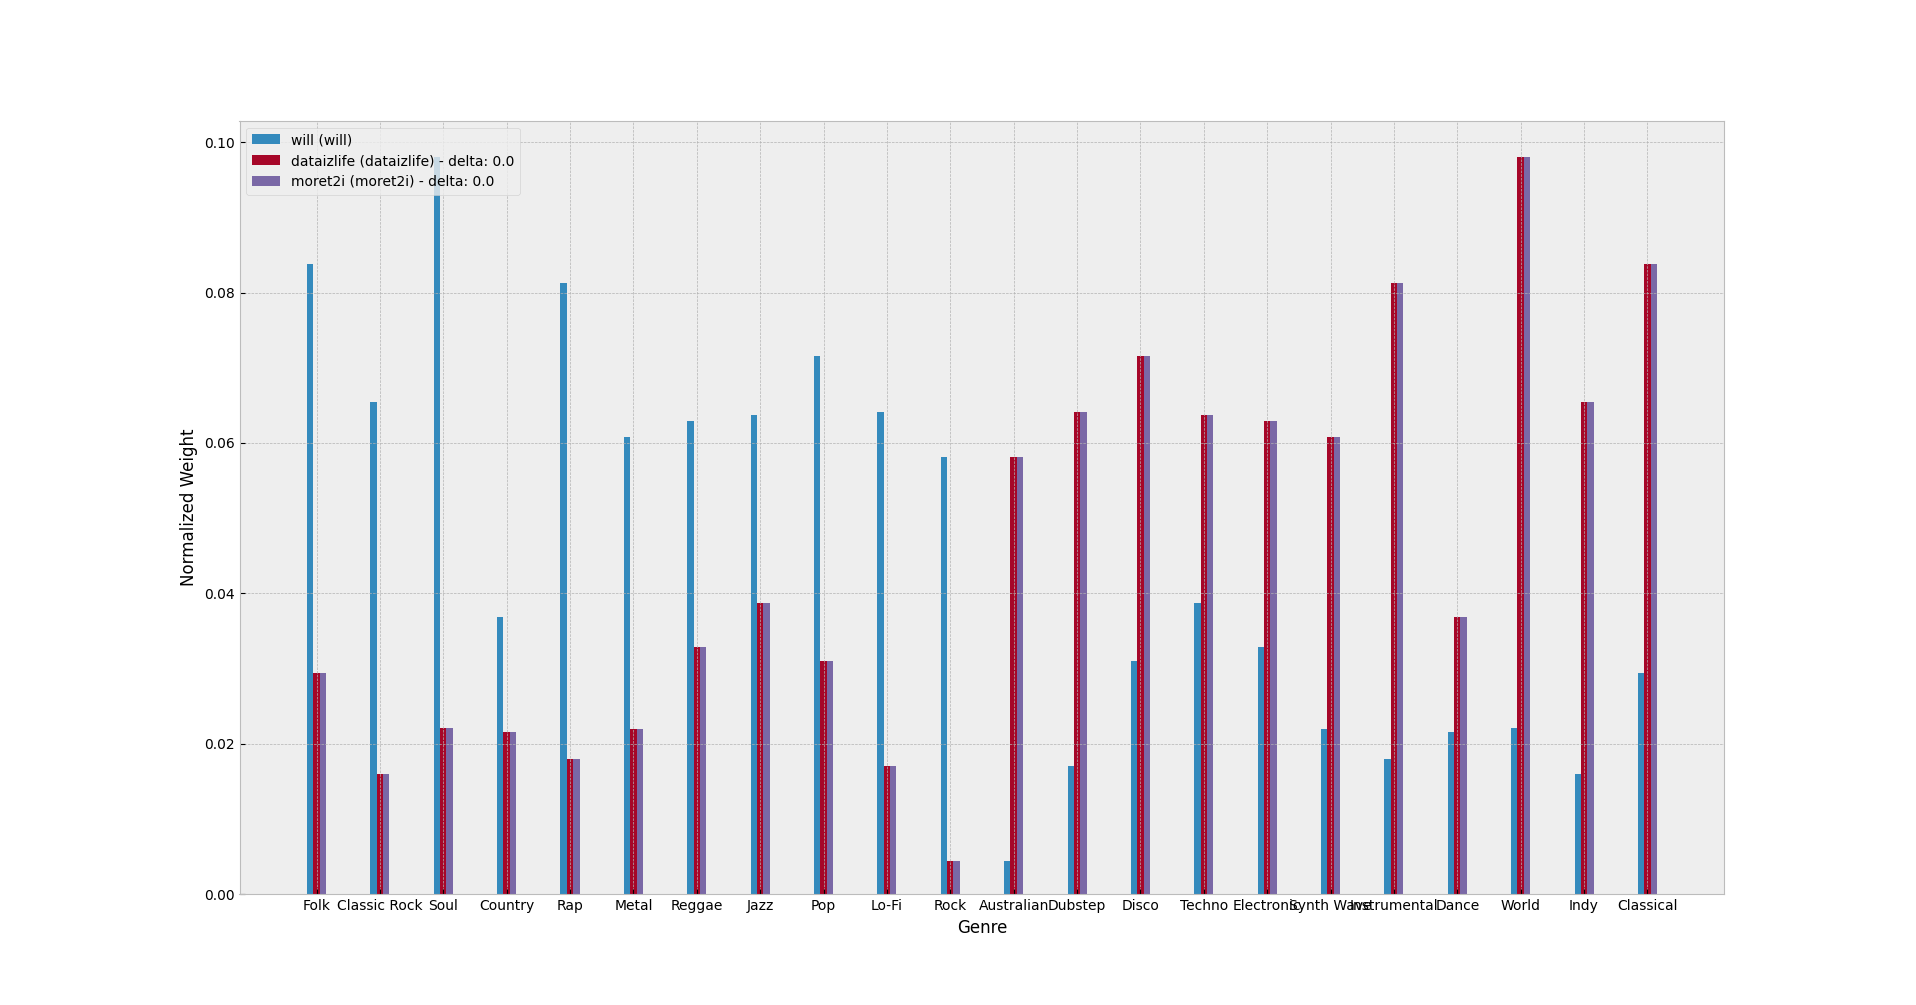 will (will)
dataizlife (dataizlife) - delta: 0.0
moret2i (moret2i) - delta: 0.0
0.10
0.08
0.06
0.04
0.02
0.00
Normalized Weight
Folk Classic Rock Soul Country Rap Metal Reggae Jazz Pop Lo-Fi Rock Australian Dubstep Disco Techno Electronic Synth Wave Instrumental Dance World Indy Classical
Genre